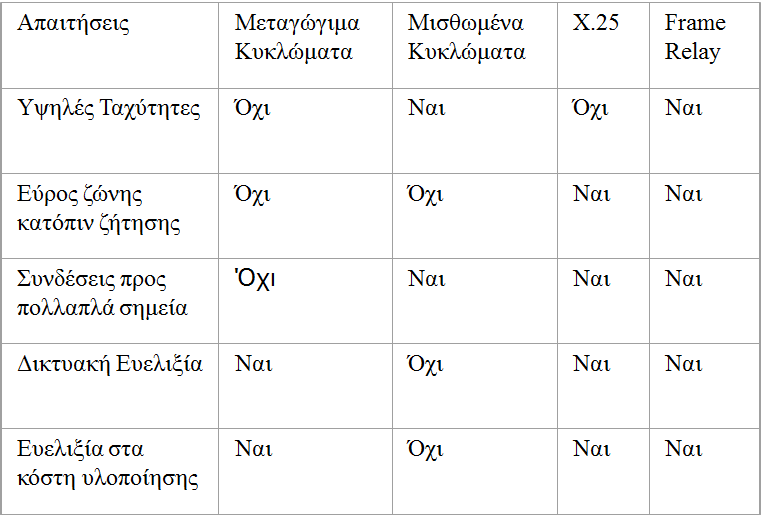 Απαιτήσεις
Μεταγώγιμα
Κυκλώματα
Μισθωμένα
Κυκλώματα
X.25
Frame
Relay
Υψηλές Ταχύτητες
Όχι
Ναι
Όχι
Ναι
Εύρος ζώνης
κατόπιν ζήτησης
Όχι
Όχι
Ναι
Ναι
Συνδέσεις προς
πολλαπλά σημεία
Όχι
Ναι
Ναι
Ναι
Δικτυακή Ευελιξία
Ναι
Όχι
Ναι
Ναι
Ευελιξία στα
κόστη υλοποίησης
Ναι
Όχι
Ναι
Ναι